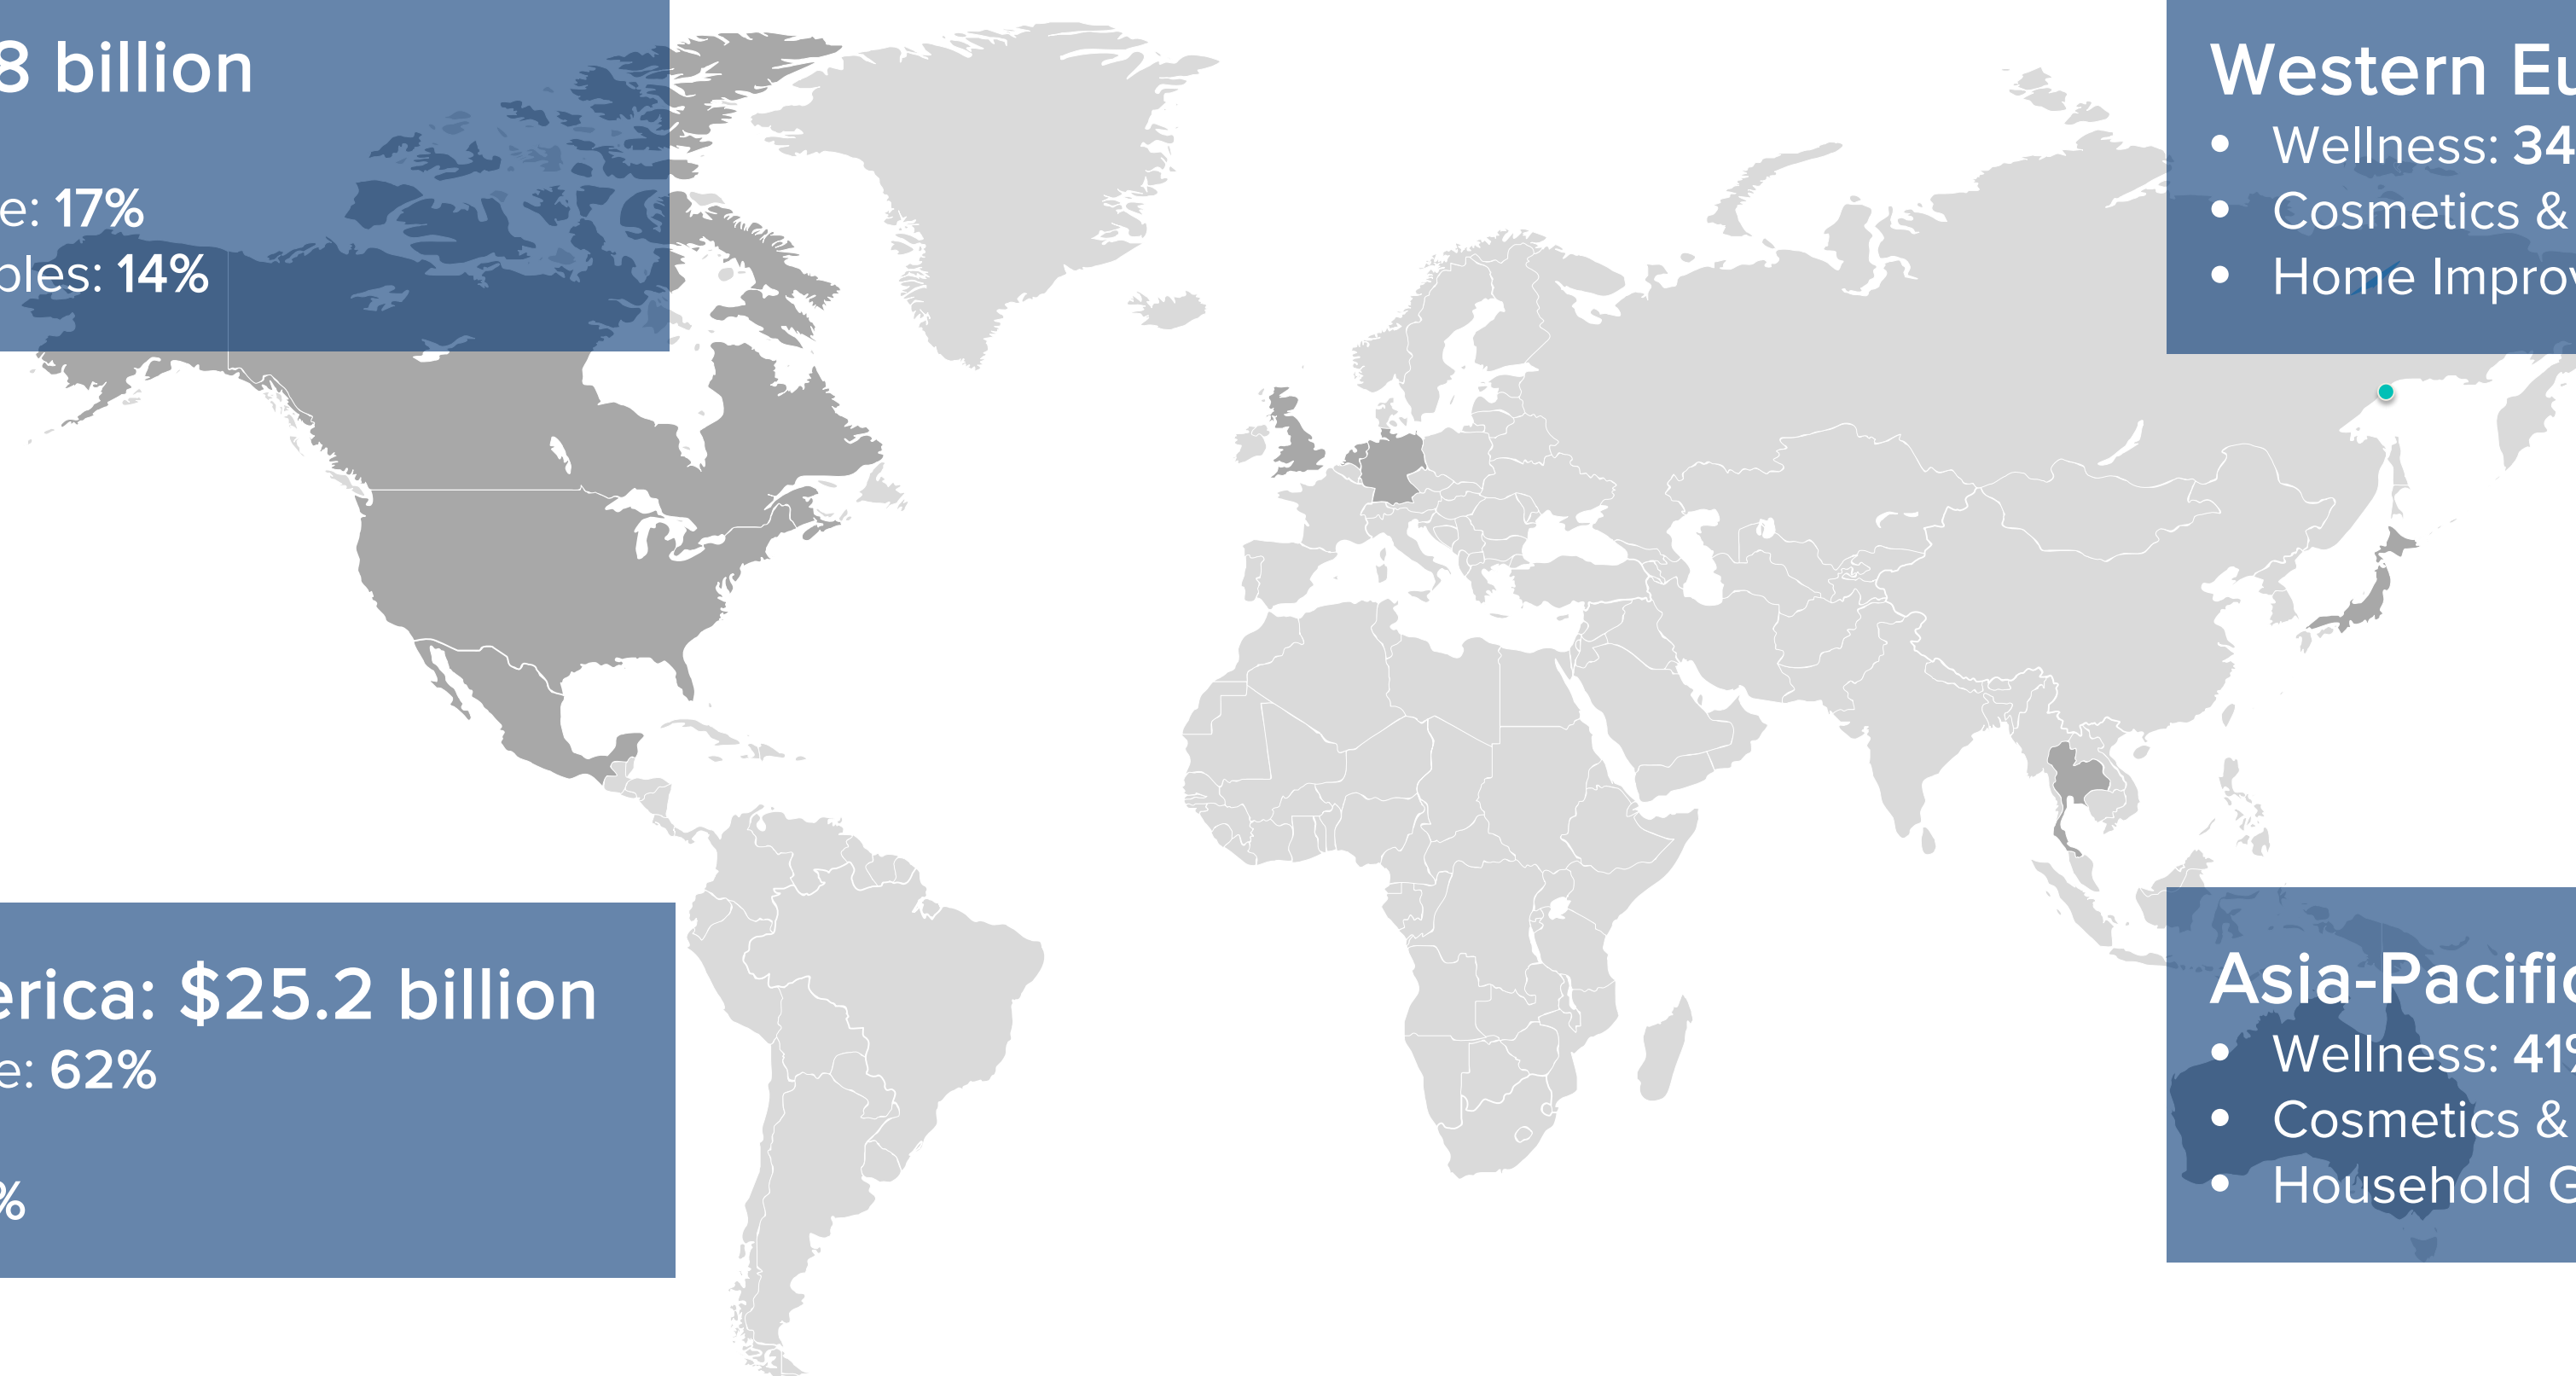 8 billion
e: 17%
bles: 14%
Western Eu
• Wellness: 34
• Cosmetics &
• Home Improv
erica: $25.2 billion
e: 62%
%
Asia-Pacific
• Wellness: 41%
• Cosmetics &
• Household G